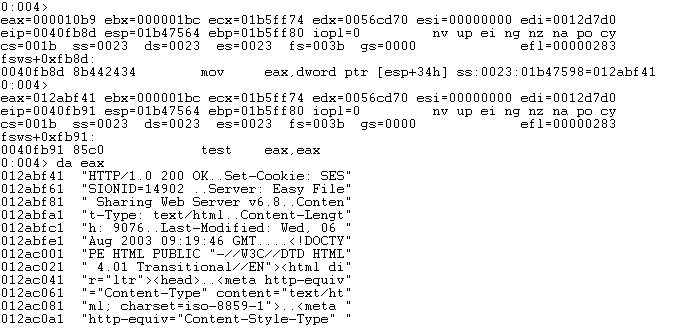 0:004>
eax=000010b9 ebx=000001bc ecx=01b5ff74 edx=0056cd70 esi=00000000 edi=0012d7d0
eip=0040fb8d esp=01b47564 ebp=01b5ff80 iopl=0 nv up ei ng nz na po cy
cs=001b ss=0023 ds=0023 es=0023 fs=003b gs=0000 efl=00000283
fsws+0xfb8d:
0040fb8d 8b442434 mov eax,dword ptr [esp+34h] ss:0023:01b47598=012abf41
0:004>
eax=012abf41 ebx=000001bc ecx=01b5ff74 edx=0056cd70 esi=00000000 edi=0012d7d0
eip=0040fb91 esp=01b47564 ebp=01b5ff80 iopl=0 nv up ei ng nz na po cy
cs=001b ss=0023 ds=0023 es=0023 fs=003b gs=0000 efl=00000283
fsws+0xfb91:
0040fb91 85c0 test eax,eax
0:004> da eax
012abf41 "HTTP/1.0 200 OK..Set-Cookie: SES"
012abf61 "SIONID=14902 ..Server: Easy File"
012abf81 " Sharing Web Server v6.8..Conten"
012abfa1 "t-Type: text/html..Content-Lengt"
012abfc1 "h: 9076..Last-Modified: Wed, 06 "
012abfe1 "Aug 2003 09:19:46 GMT....<!DOCTY"
012ac001 "PE HTML PUBLIC "-//W3C//DTD HTML"
012ac021 " 4.01 Transitional//EN"><html di"
012ac041 "r="ltr"><head>..<meta http-equiv"
012ac061 "="Content-Type" content="text/ht"
012ac081 "ml; charset=iso-8859-1">..<meta "
012ac0a1 "http-equiv="Content-Style-Type" "